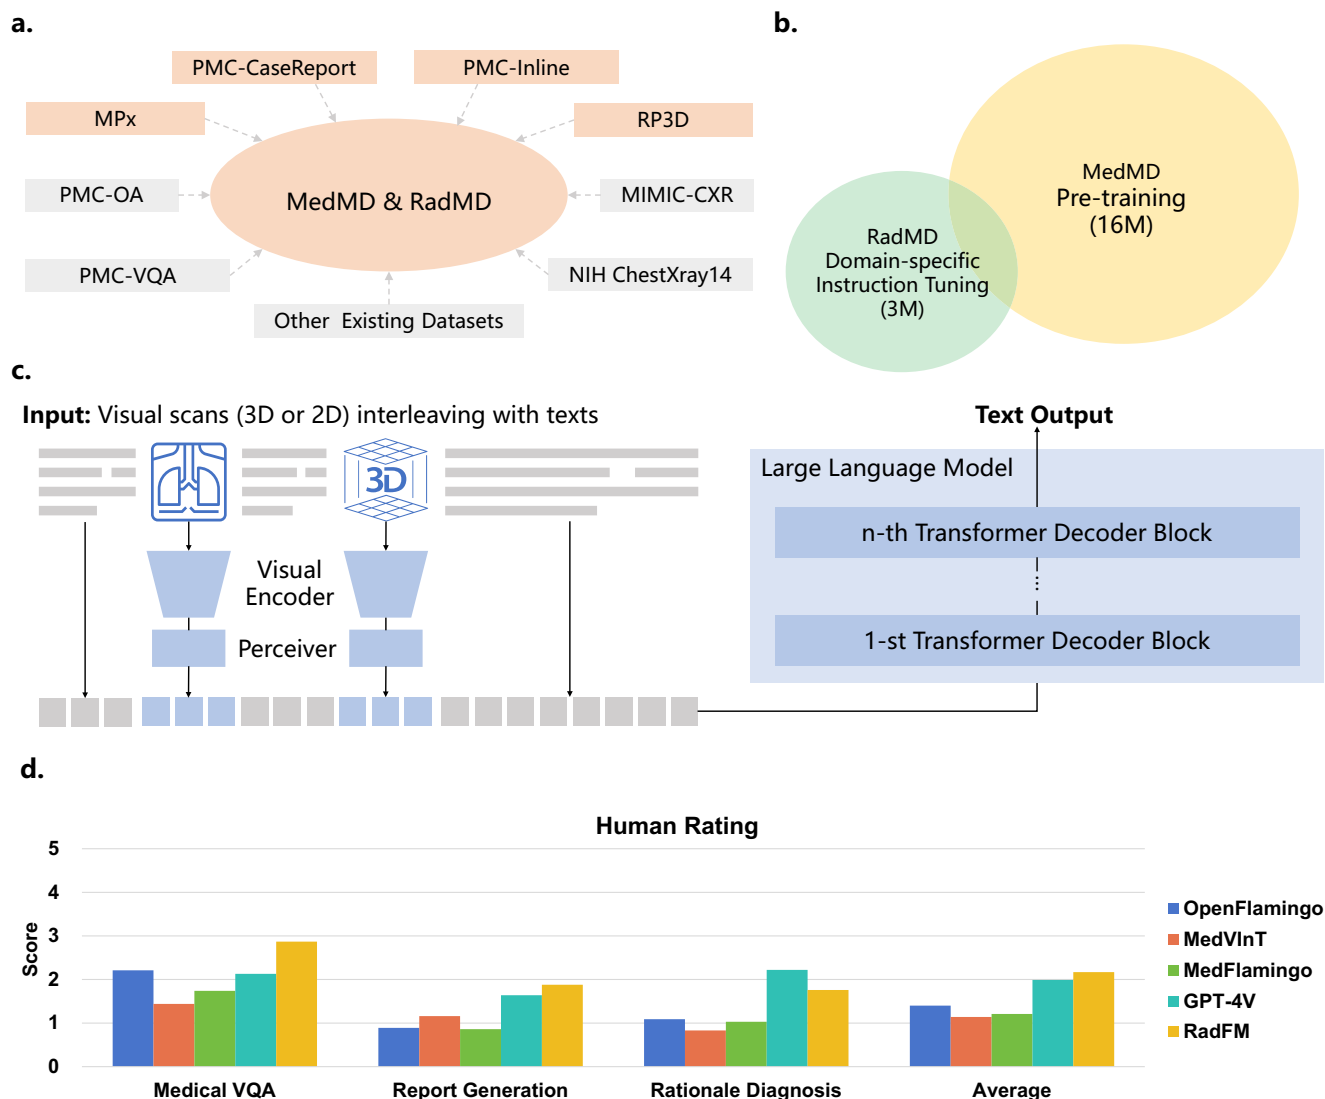 a.
PMC-CaseReport
PMC-Inline
MPx
RP3D
PMC-OA
MedMD & RadMD
MIMIC-CXR
PMC-VQA
NIH ChestXray14
Other Existing Datasets
b.
MedMD
Pre-training
(16M)
RadMD
Domain-specific
Instruction Tuning
(3M)
c.
Input: Visual scans (3D or 2D) interleaving with texts
3D
Visual
Encoder
Perceiver
Text Output
Large Language Model
n-th Transformer Decoder Block
...
1-st Transformer Decoder Block
d.
Human Rating
Score
5
4
3
2
1
0
Medical VQA
Report Generation
Rationale Diagnosis
Average
OpenFlamingo
MedVInT
MedFlamingo
GPT-4V
RadFM